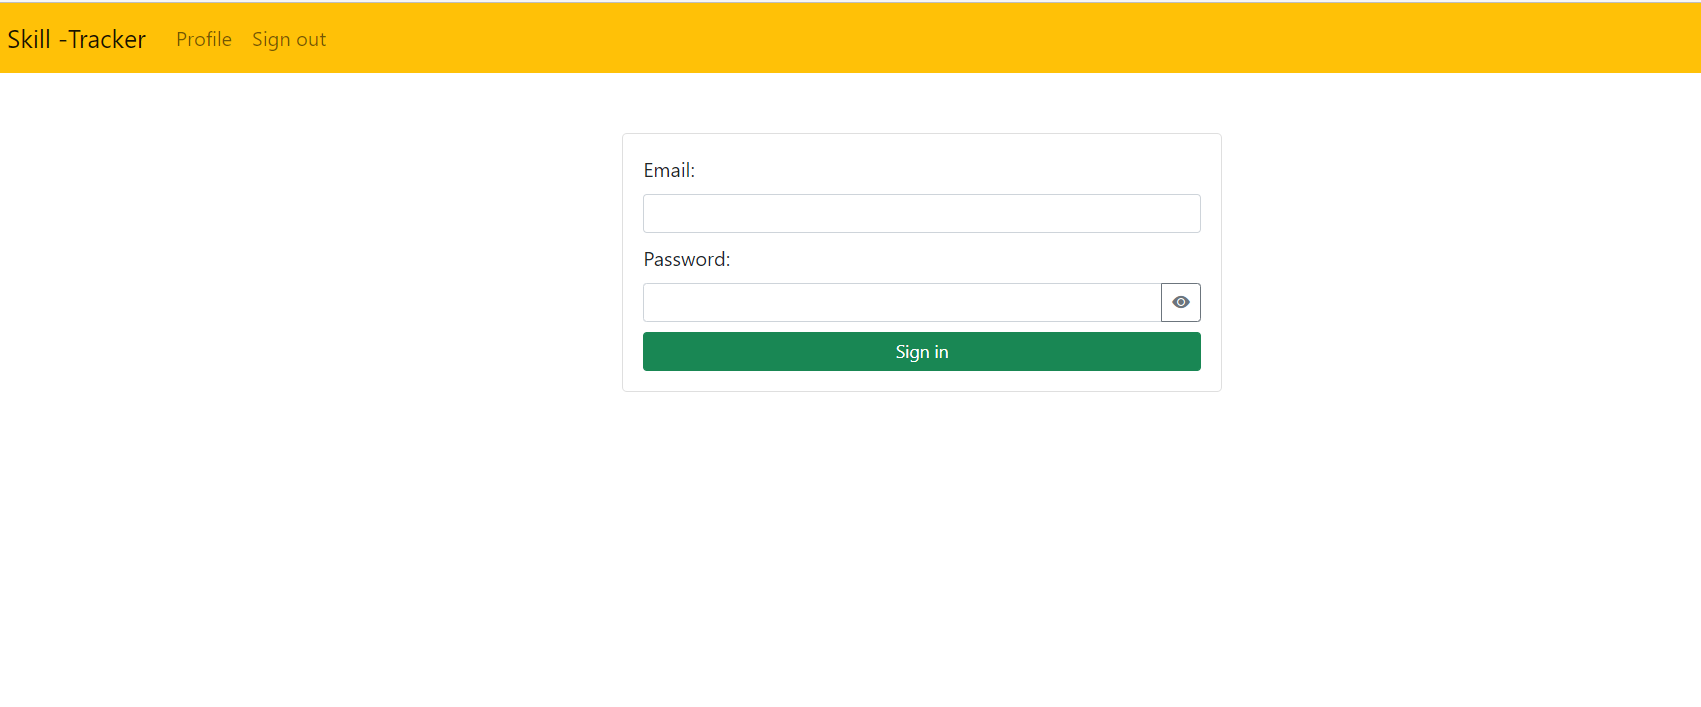 Skill -Tracker Profile Sign out
Email:
Password:
Sign in